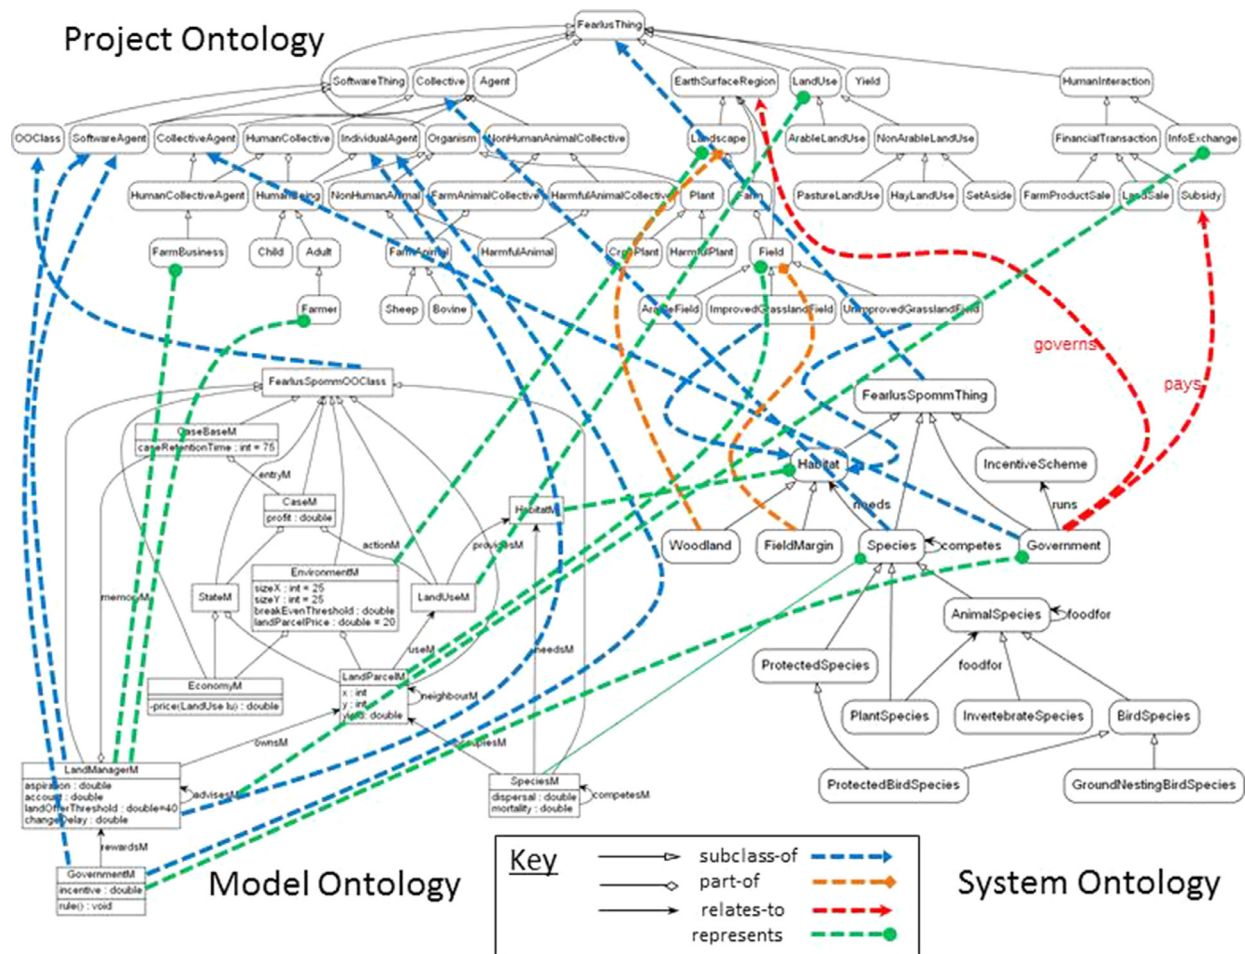 Project Ontology
FearlusThing
SoftwareThing
Collective
Agent
EarthSurfaceRegion
LandUse
Yield
HumanInteraction
OOClass
SoftwareAgent
CollectiveAgent
HumanCollective
IndividualAgent
Organism
NonHumanAnimalCollective
Landscape
ArableLandUse
NonArableLandUse
FinancialTransaction
InfoExchange
HumanCollectiveAgent
HumanBeing
NonHumanAnimal
FarmAnimalCollective
HarmfulAnimalCollective
Plant
Farm
PastureLandUse
HayLandUse
SetAside
FarmProductSale
LandSale
Subsidy
FarmBusiness
Child
Adult
FarmAnimal
HarmfulAnimal
CropPlant
HarmfulPlant
Field
Farmer
Sheep
Bovine
ArableField
ImprovedGrasslandField
UnimprovedGrasslandField
governs
pays
FearlusSpommOOClass
FearlusSpommThing
CaseBaseM
caseRetentionTime : int = 75
entryM
Habitat
IncentiveScheme
CaseM
profit : double
HabitatM
needs
runs
actionM
providesM
Woodland
FieldMargin
Species
competes
Government
EnvironmentM
sizeX : int = 25
sizeY : int = 25
breakEvenThreshold : double
landParcelPrice : double = 20
StateM
LandUseM
memoryM
useM
needsM
AnimalSpecies
foodfor
foodfor
ProtectedSpecies
EconomyM
-price(LandUse lu) : double
LandParcelM
x : int
y : int
yield : double
neighbourM
PlantSpecies
InvertebrateSpecies
BirdSpecies
ownsM
occupiesM
LandManagerM
aspiration : double
account : double
landOfferThreshold : double=40
changeDelay : double
advisesM
SpeciesM
dispersal : double
mortality : double
competesM
ProtectedBirdSpecies
GroundNestingBirdSpecies
rewardsM
GovernmentM
incentive : double
rule() : void
Model Ontology
Key
subclass-of
part-of
relates-to
represents
System Ontology